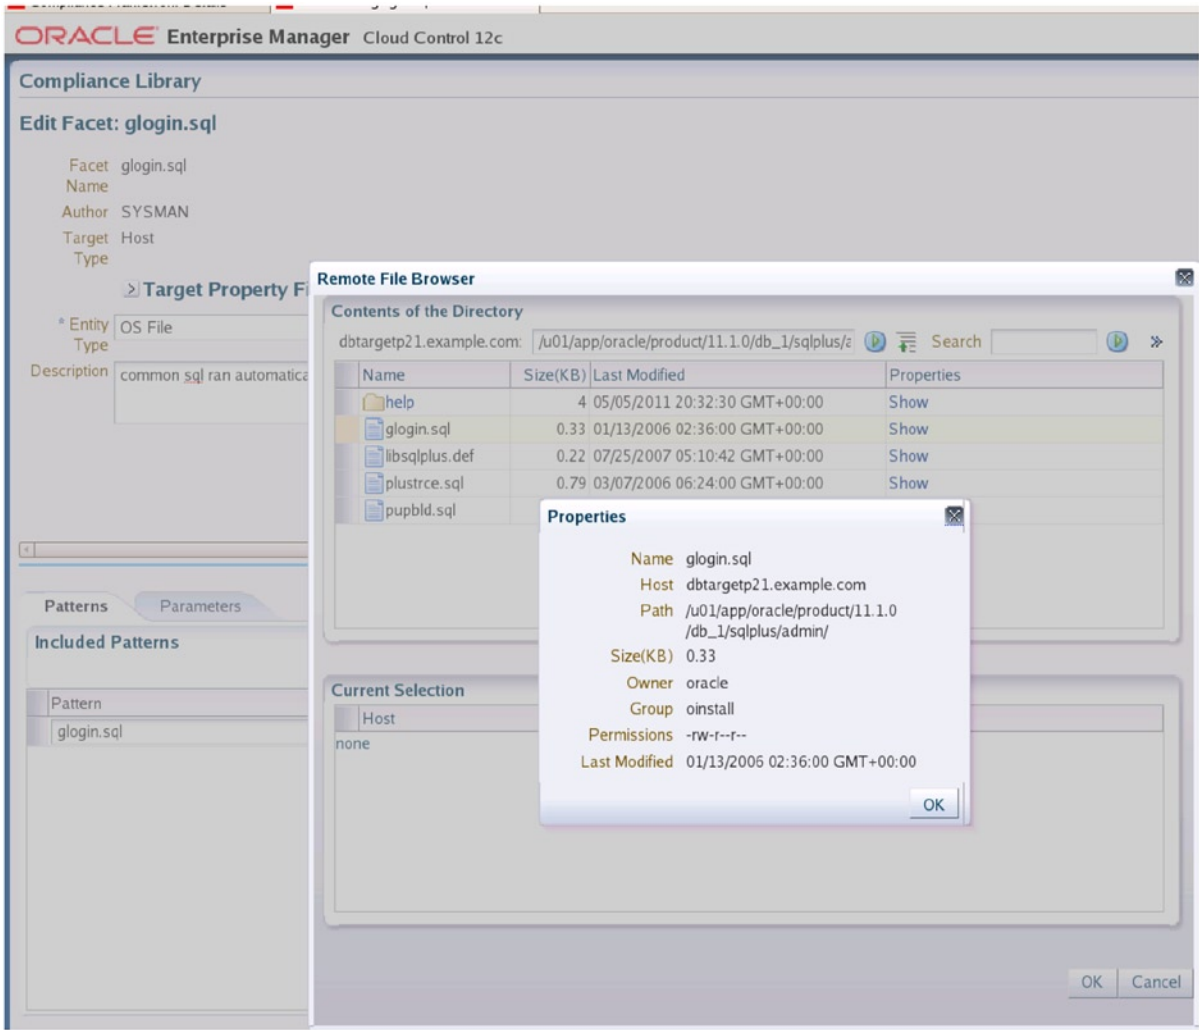 ORACLE Enterprise Manager Cloud Control 12c
Compliance Library
Edit Facet: glogin.sql
Facet Name glogin.sql
Author SYSMAN
Target Type Host
Target Property Fi
* Entity Type OS File
Description common sql ran automatica
Patterns Parameters
Included Patterns
Pattern
glogin.sql
Remote File Browser
Contents of the Directory
dbtargetp21.example.com: /u01/app/oracle/product/11.1.0/db_1/sqlplus/a Search
Name Size(KB) Last Modified Properties
help 4 05/05/2011 20:32:30 GMT+00:00 Show
glogin.sql 0.33 01/13/2006 02:36:00 GMT+00:00 Show
libsqlplus.def 0.22 07/25/2007 05:10:42 GMT+00:00 Show
plustrce.sql 0.79 03/07/2006 06:24:00 GMT+00:00 Show
pupbld.sql
Properties
Name glogin.sql
Host dbtargetp21.example.com
Path /u01/app/oracle/product/11.1.0
/db_1/sqlplus/admin/
Size(KB) 0.33
Owner oracle
Group oinstall
Permissions -rw-r--r--
Last Modified 01/13/2006 02:36:00 GMT+00:00
OK
Current Selection
Host
none
OK Cancel